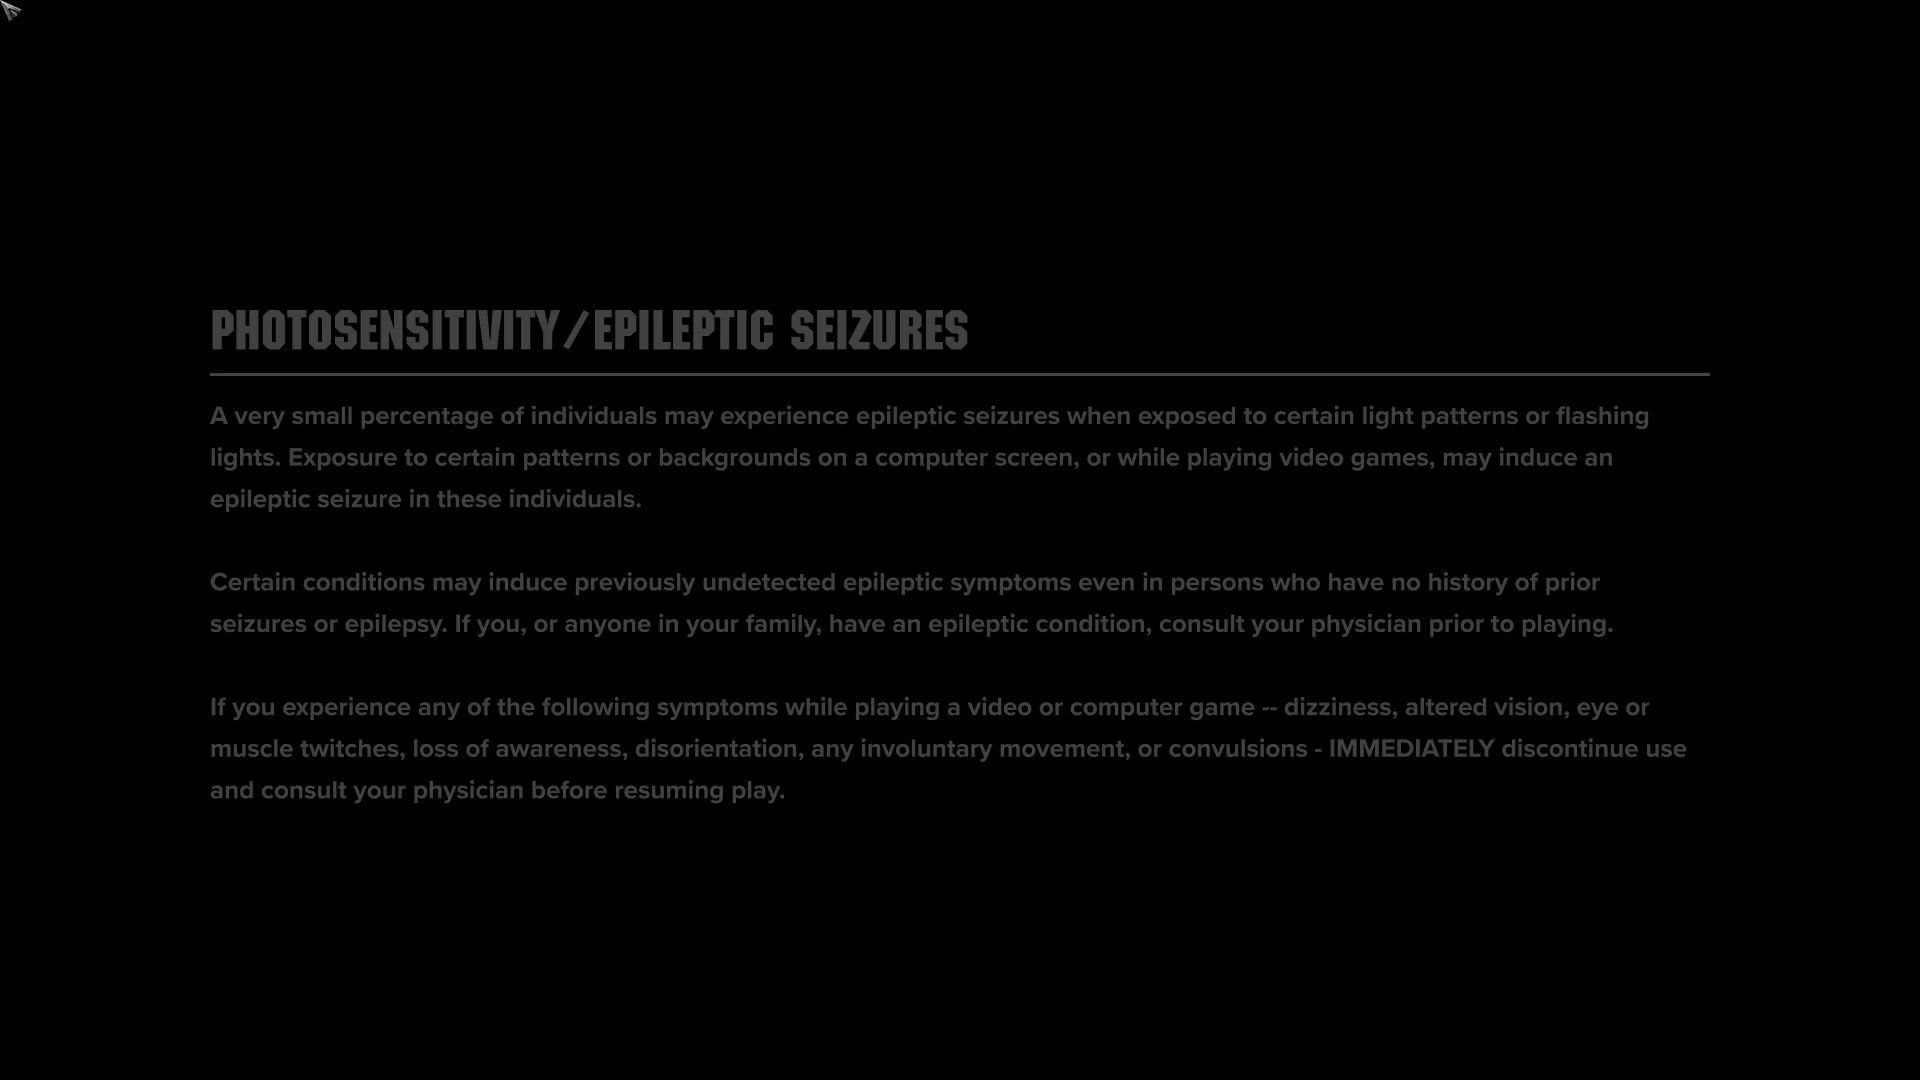 PHOTOSENSITIVITY/EPILEPTIC SEIZURES
A very small percentage of individuals may experience epileptic seizures when exposed to certain light patterns or flashing
lights. Exposure to certain patterns or backgrounds on a computer screen, or while playing video games, may induce an
epileptic seizure in these individuals.
Certain conditions may induce previously undetected epileptic symptoms even in persons who have no history of prior
seizures or epilepsy. If you, or anyone in your family, have an epileptic condition, consult your physician prior to playing.
If you experience any of the following symptoms while playing a video or computer game -- dizziness, altered vision, eye or
muscle twitches, loss of awareness, disorientation, any involuntary movement, or convulsions - IMMEDIATELY discontinue use
and consult your physician before resuming play.